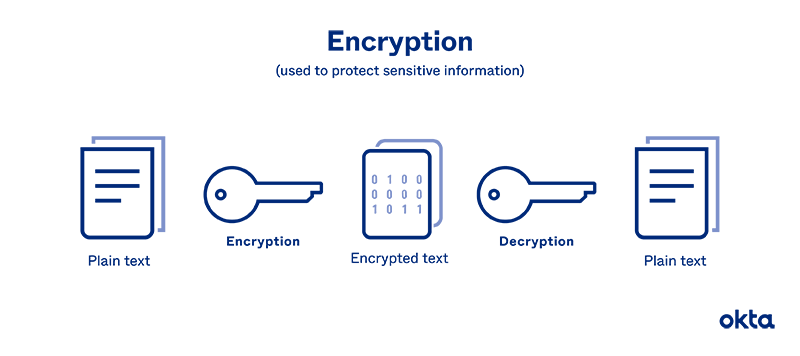 Encryption
(used to protect sensitive information)
0 1 0 0
0 0 0 0
1 0 1 1
Encryption
Decryption
Plain text
Encrypted text
Plain text
okta